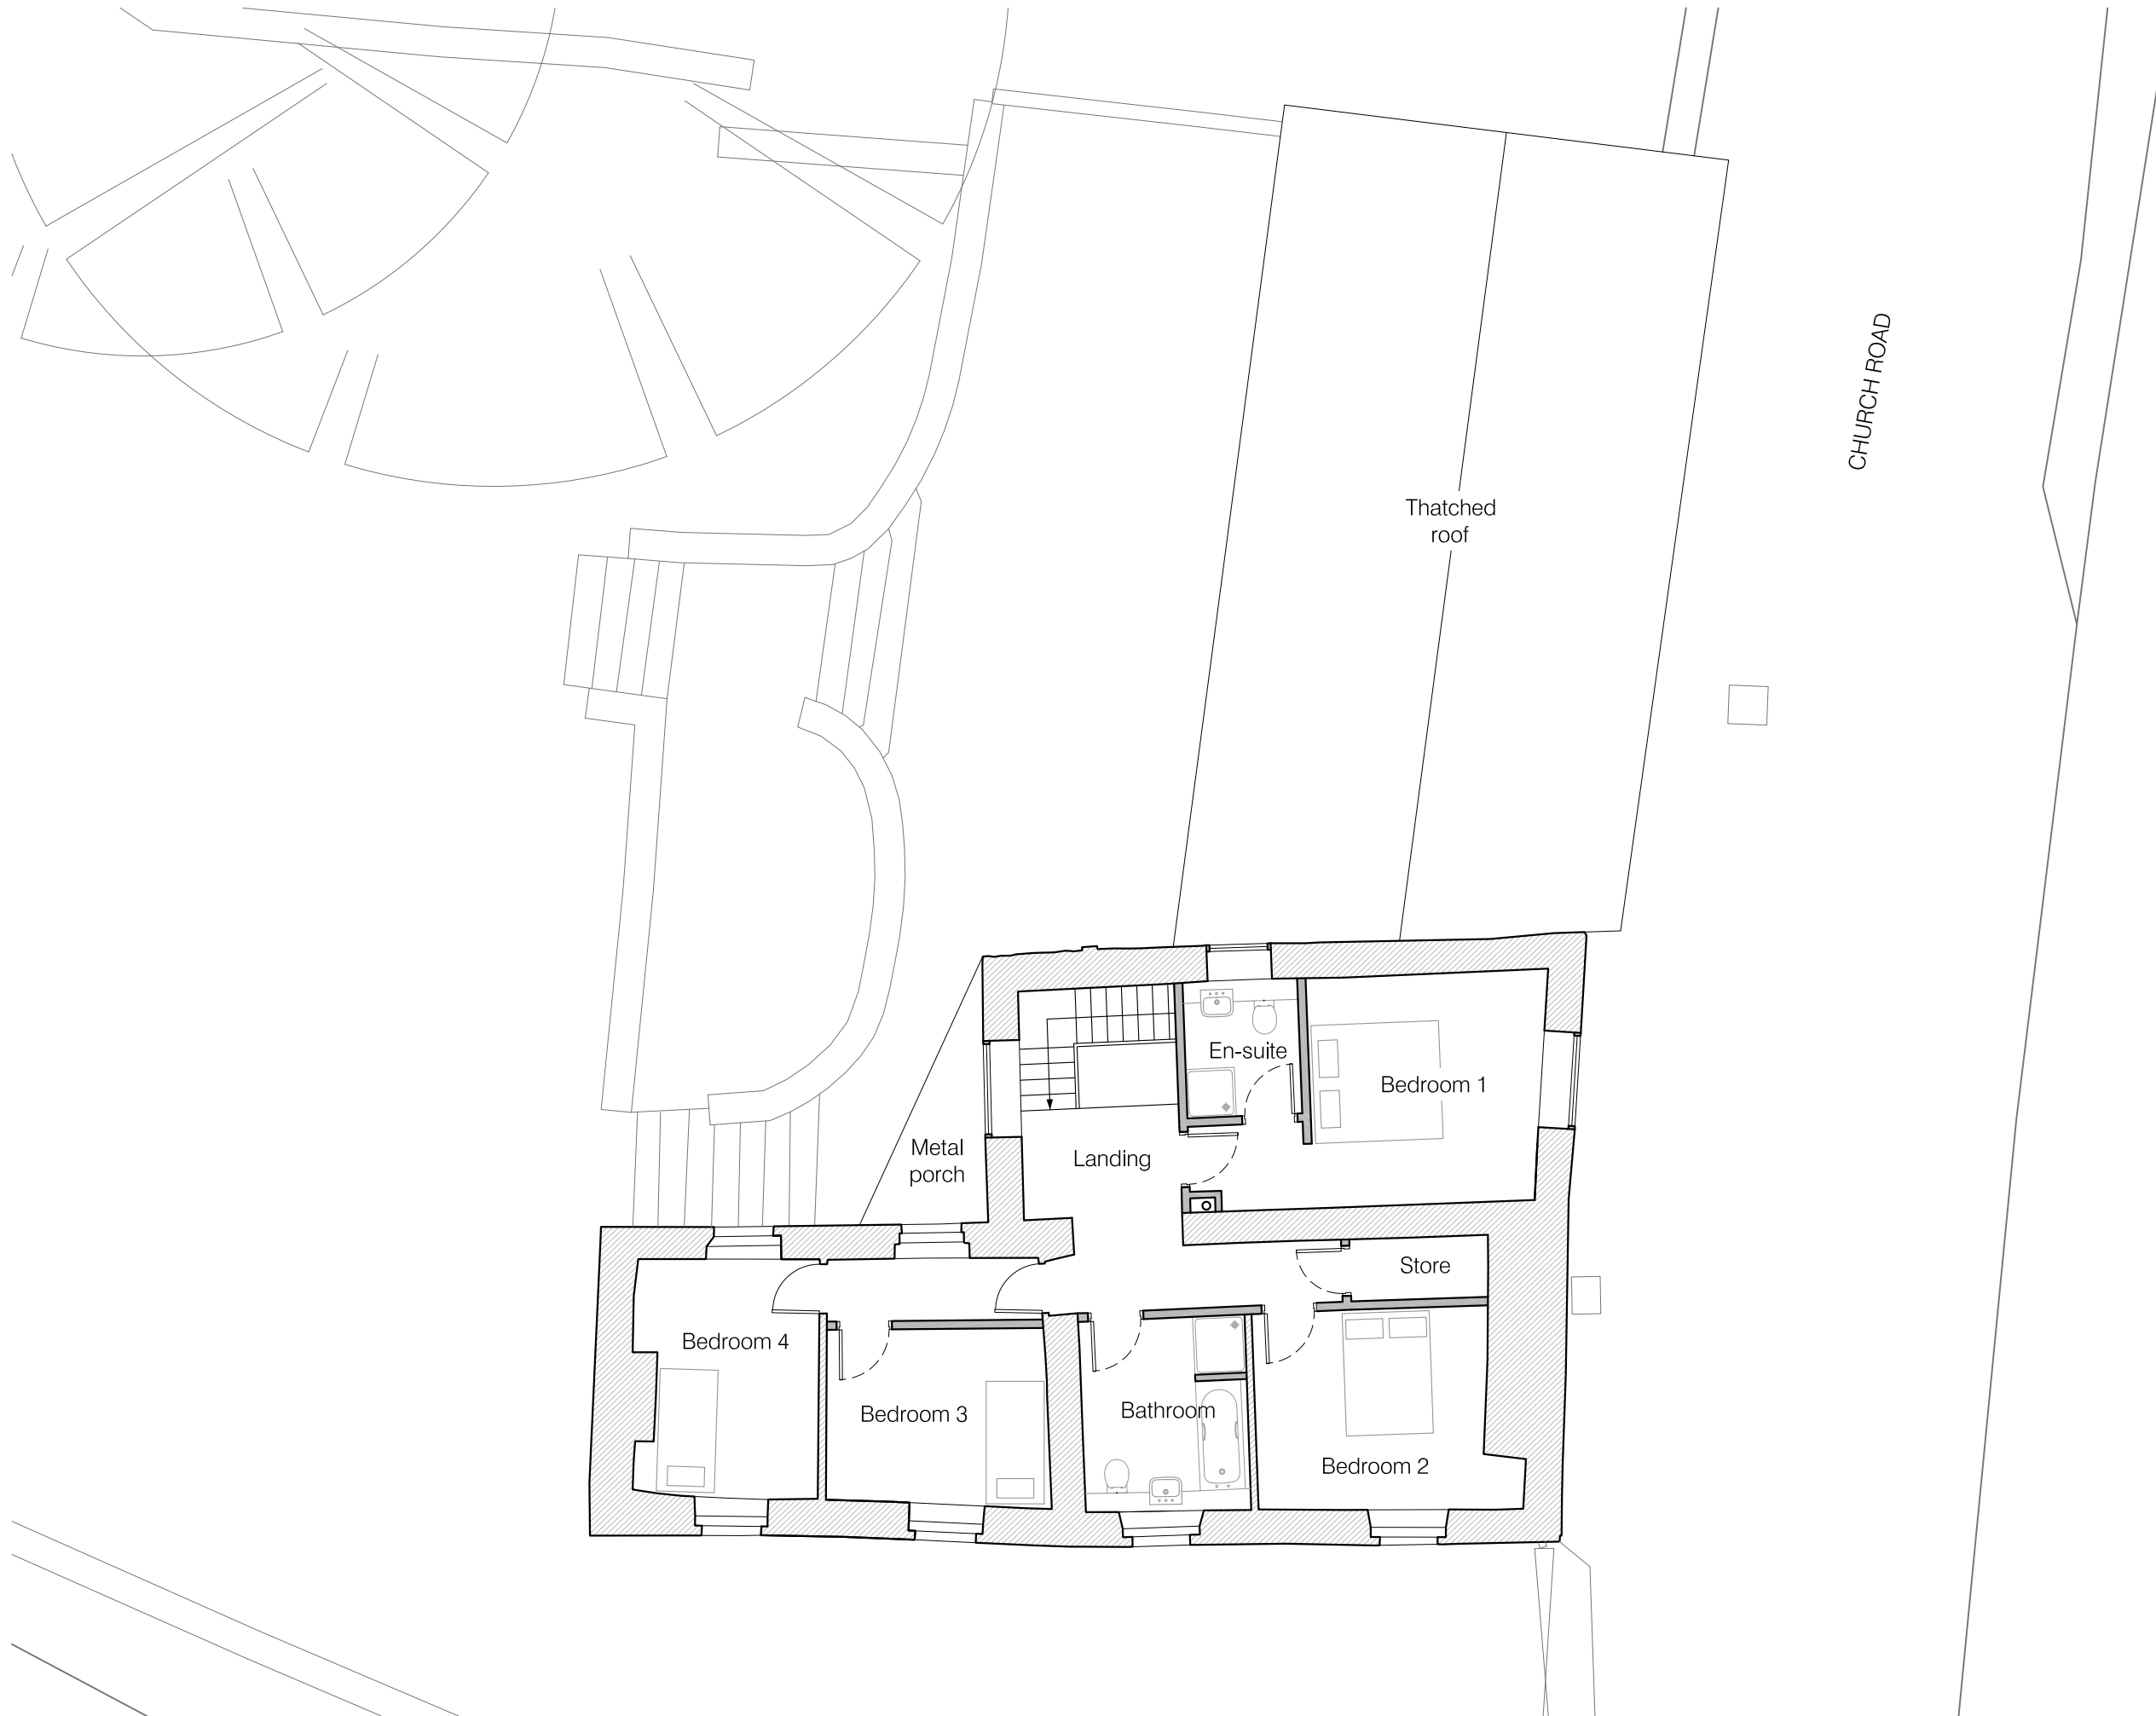 CHURCH ROAD
Thatched
roof
En-suite
Bedroom 1
Metal
porch
Landing
Store
Bedroom 4
Bedroom 3
Bathroom
Bedroom 2